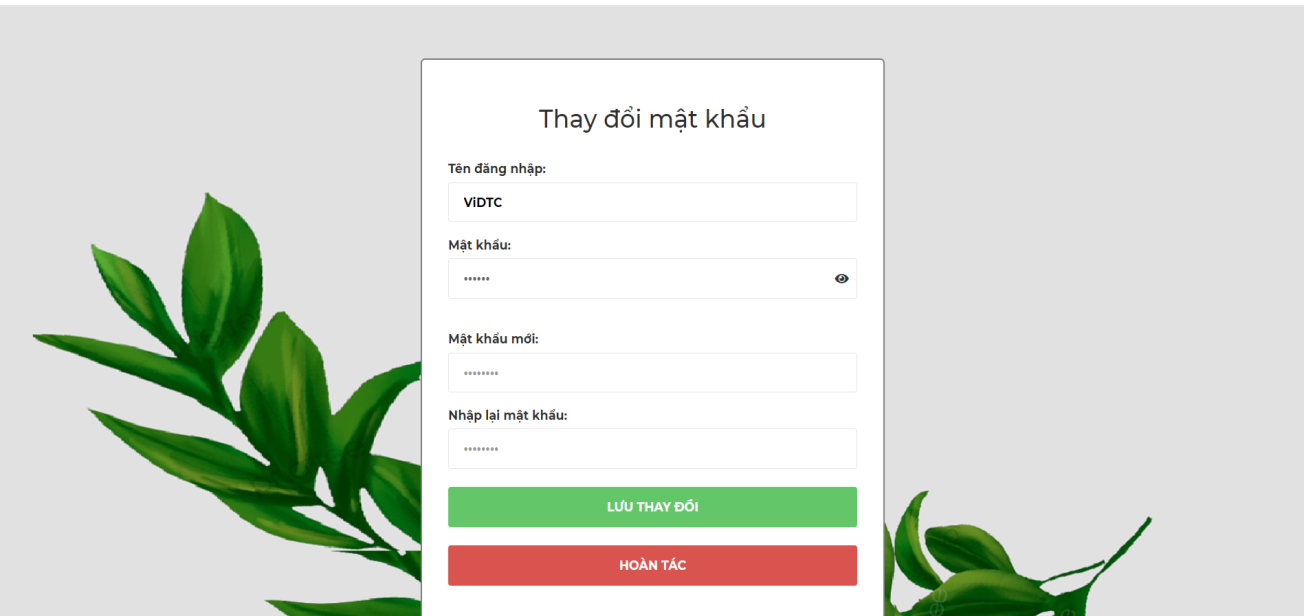 Thay đổi mật khẩu
Tên đăng nhập:
ViDTC
Mật khẩu:
••••••
Mật khẩu mới:
••••••••
Nhập lại mật khẩu:
••••••••
LƯU THAY ĐỔI
HOÀN TÁC